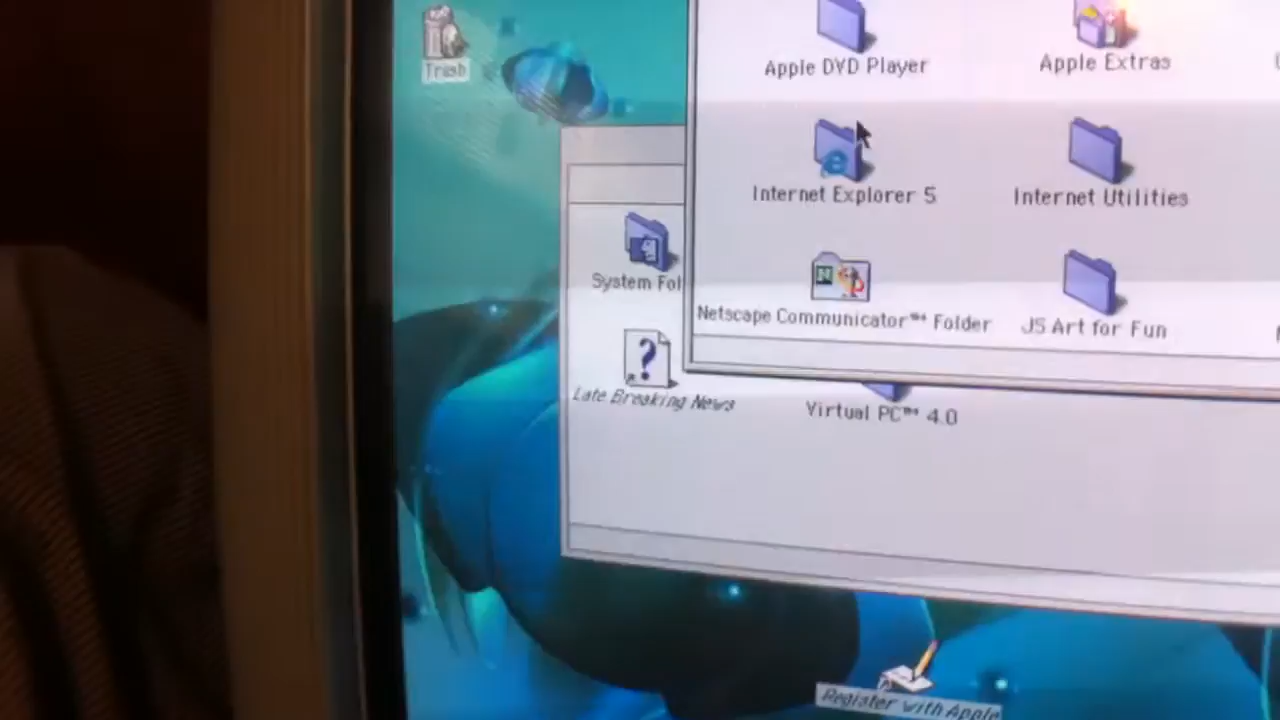 Trash
Apple DVD Player
Apple Extras
Internet Explorer 5
Internet Utilities
System Fol
Netscape Communicator™ Folder
JS Art for Fun
Late Breaking News
Virtual PC™ 4.0
Register with Apple